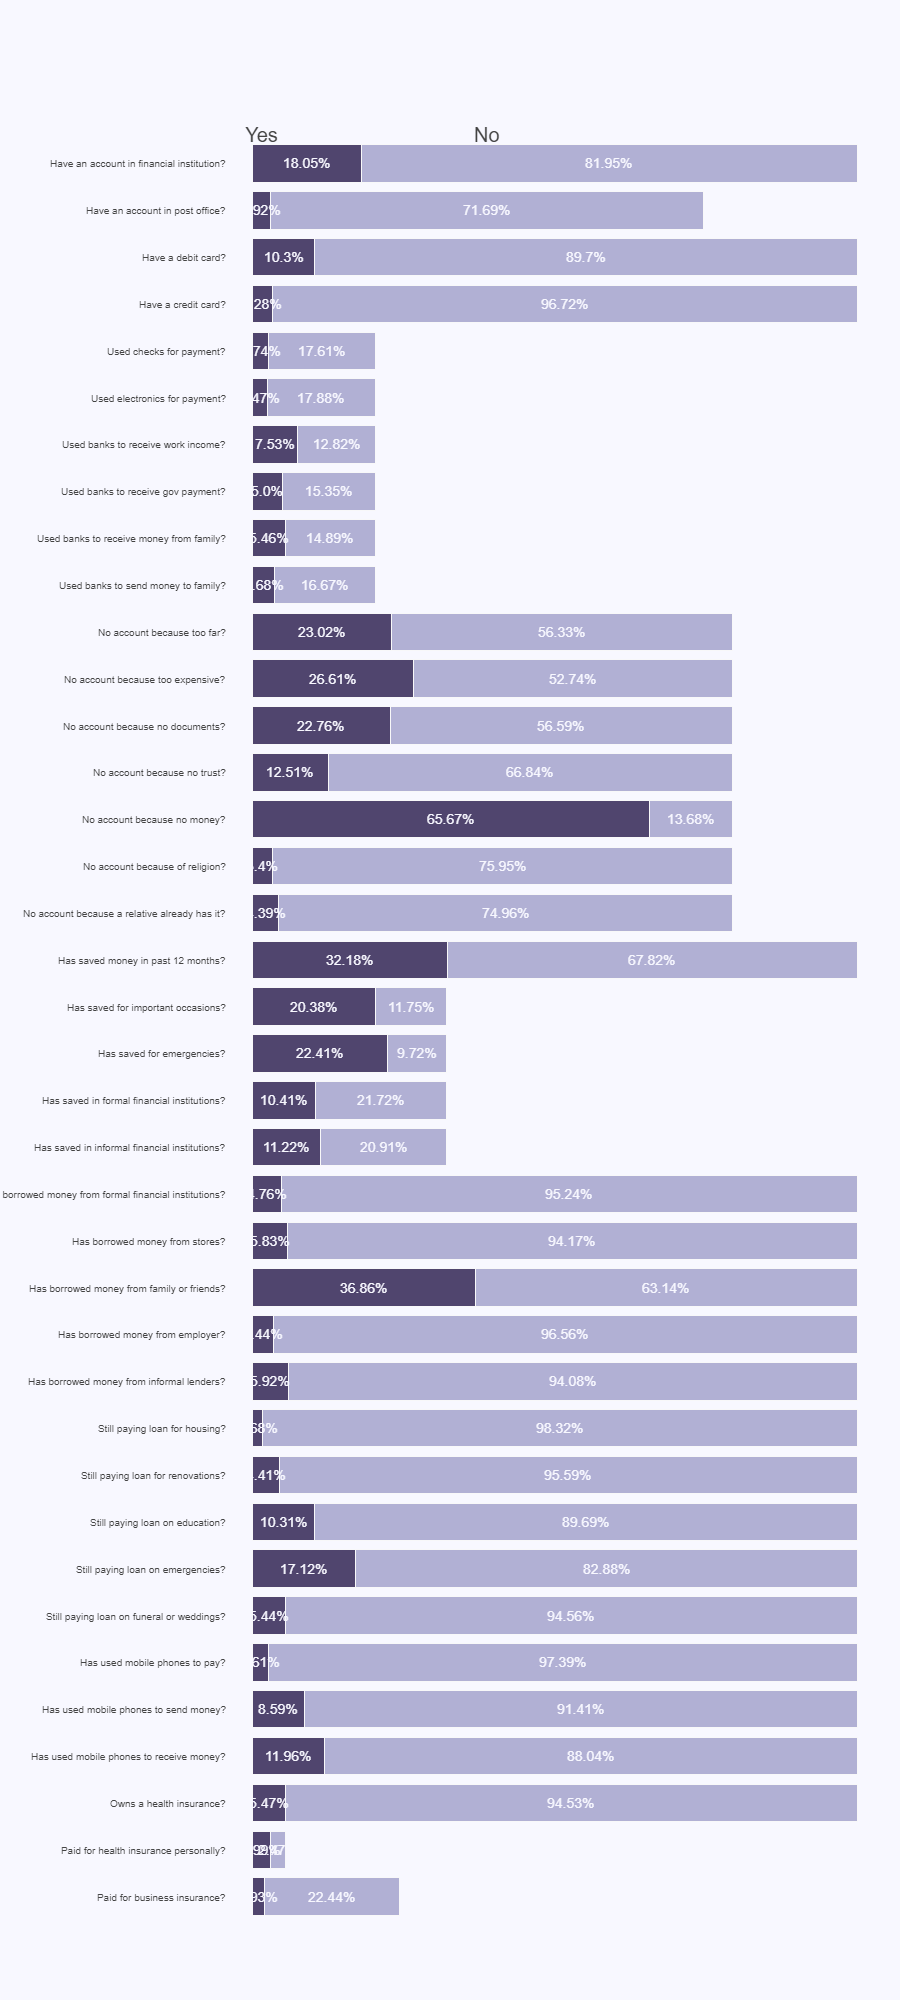 Yes No
Have an account in financial institution? 18.05% 81.95%
Have an account in post office? 92% 71.69%
Have a debit card? 10.3% 89.7%
Have a credit card? 28% 96.72%
Used checks for payment? 74% 17.61%
Used electronics for payment? 47% 17.88%
Used banks to receive work income? 7.53% 12.82%
Used banks to receive gov payment? 5.0% 15.35%
Used banks to receive money from family? 5.46% 14.89%
Used banks to send money to family? .68% 16.67%
No account because too far? 23.02% 56.33%
No account because too expensive? 26.61% 52.74%
No account because no documents? 22.76% 56.59%
No account because no trust? 12.51% 66.84%
No account because no money? 65.67% 13.68%
No account because of religion? .4% 75.95%
No account because a relative already has it? .39% 74.96%
Has saved money in past 12 months? 32.18% 67.82%
Has saved for important occasions? 20.38% 11.75%
Has saved for emergencies? 22.41% 9.72%
Has saved in formal financial institutions? 10.41% 21.72%
Has saved in informal financial institutions? 11.22% 20.91%
borrowed money from formal financial institutions? .76% 95.24%
Has borrowed money from stores? 5.83% 94.17%
Has borrowed money from family or friends? 36.86% 63.14%
Has borrowed money from employer? .44% 96.56%
Has borrowed money from informal lenders? 5.92% 94.08%
Still paying loan for housing? 68% 98.32%
Still paying loan for renovations? .41% 95.59%
Still paying loan on education? 10.31% 89.69%
Still paying loan on emergencies? 17.12% 82.88%
Still paying loan on funeral or weddings? 5.44% 94.56%
Has used mobile phones to pay? 61% 97.39%
Has used mobile phones to send money? 8.59% 91.41%
Has used mobile phones to receive money? 11.96% 88.04%
Owns a health insurance? 5.47% 94.53%
Paid for health insurance personally?
Paid for business insurance? 93% 22.44%